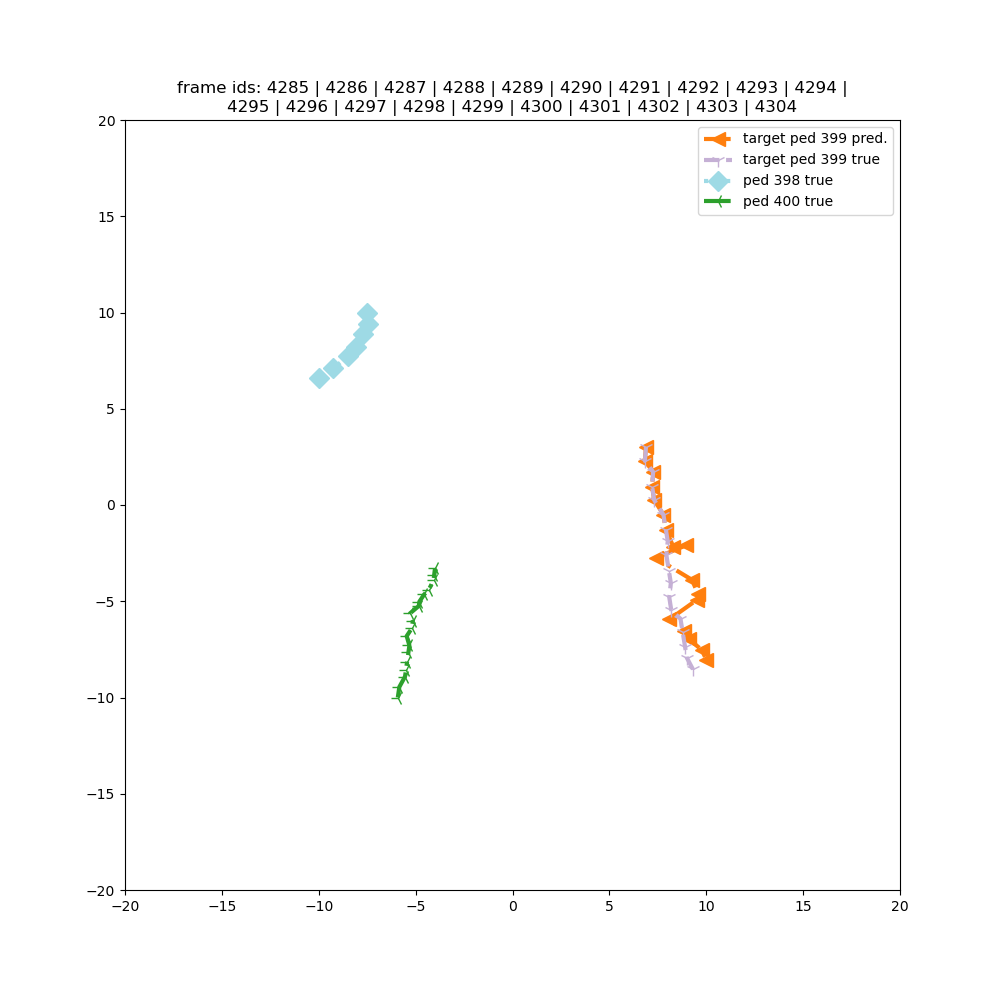 frame ids: 4285 | 4286 | 4287 | 4288 | 4289 | 4290 | 4291 | 4292 | 4293 | 4294 |
4295 | 4296 | 4297 | 4298 | 4299 | 4300 | 4301 | 4302 | 4303 | 4304
target ped 399 pred.
target ped 399 true
ped 398 true
ped 400 true
20
15
10
5
0
−5
−10
−15
−20
−20 −15 −10 −5 0 5 10 15 20